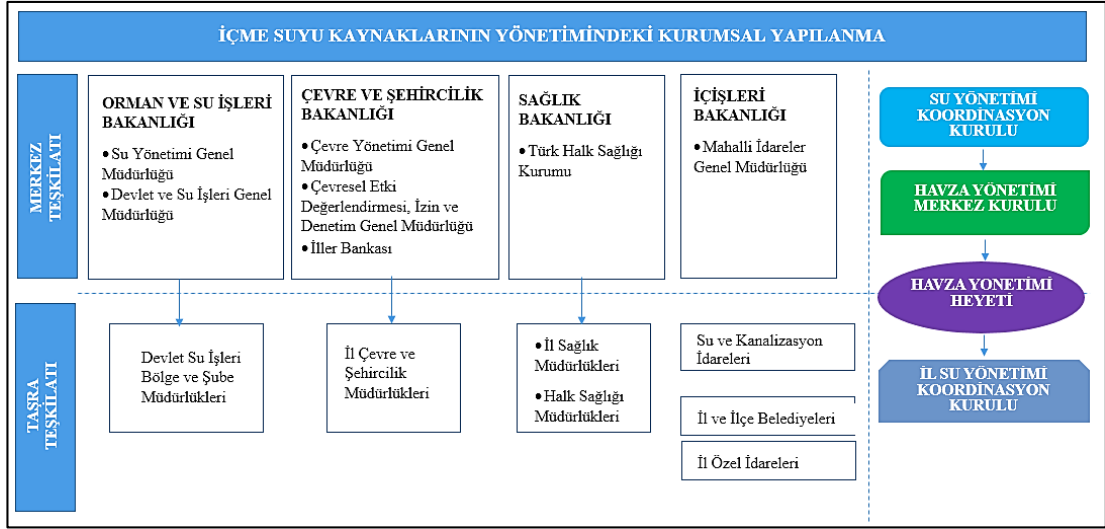 İÇME SUYU KAYNAKLARININ YÖNETİMİNDEKİ KURUMSAL YAPILANMA
MERKEZ
TEŞKİLATI
ORMAN VE SU İŞLERİ
BAKANLIĞI
•Su Yönetimi Genel
Müdürlüğü
•Devlet ve Su İşleri Genel
Müdürlüğü
ÇEVRE VE ŞEHİRCİLİK
BAKANLIĞI
•Çevre Yönetimi Genel
Müdürlüğü
•Çevresel Etki
Değerlendirmesi, İzin ve
Denetim Genel Müdürlüğü
•İller Bankası
SAĞLIK
BAKANLIĞI
•Türk Halk Sağlığı
Kurumu
İÇİŞLERİ
BAKANLIĞI
•Mahalli İdareler
Genel Müdürlüğü
SU YÖNETİMİ
KOORDİNASYON
KURULU
HAVZA YÖNETİMİ
MERKEZ KURULU
HAVZA YONETİMİ
HEYETİ
İL SU YÖNETİMİ
KOORDİNASYON
KURULU
TAŞRA
TEŞKİLATI
Devlet Su İşleri
Bölge ve Şube
Müdürlükleri
İl Çevre ve
Şehircilik
Müdürlükleri
•İl Sağlık
Müdürlükleri
•Halk Sağlığı
Müdürlükleri
Su ve Kanalizasyon
İdareleri
İl ve İlçe Belediyeleri
İl Özel İdareleri